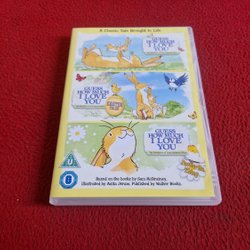 A Classic Tale Brought to Life
GUESS
HOW MUCH
I LOVE
YOU
GUESS
HOW MUCH
I LOVE
YOU
GUESS
HOW MUCH
I LOVE
YOU
U
Based on the books by Sam McBratney,
Illustrated by Anita Jeram, Published by Walker Books.